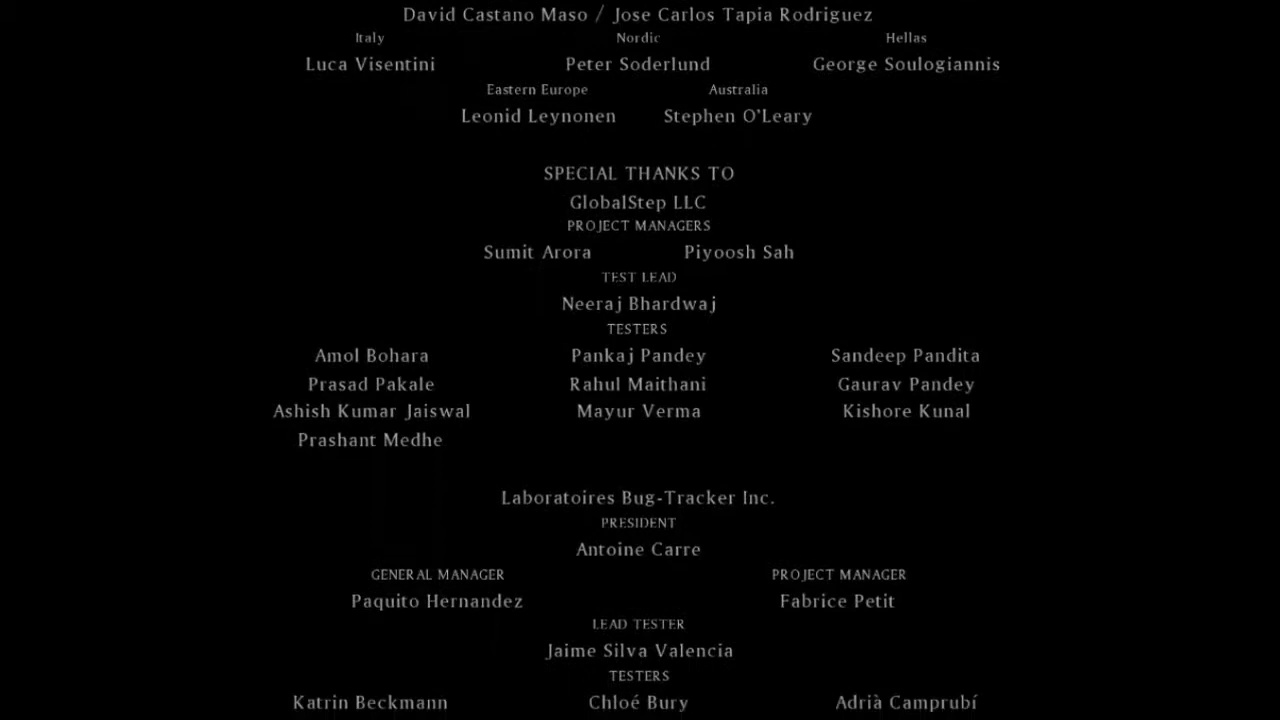 David Castano Maso / Jose Carlos Tapia Rodriguez
Italy Nordic Hellas
Luca Visentini Peter Soderlund George Soulogiannis
Eastern Europe Australia
Leonid Leynonen Stephen O'Leary
SPECIAL THANKS TO
GlobalStep LLC
PROJECT MANAGERS
Sumit Arora Piyoosh Sah
TEST LEAD
Neeraj Bhardwaj
TESTERS
Amol Bohara Pankaj Pandey Sandeep Pandita
Prasad Pakale Rahul Maithani Gaurav Pandey
Ashish Kumar Jaiswal Mayur Verma Kishore Kunal
Prashant Medhe
Laboratoires Bug-Tracker Inc.
PRESIDENT
Antoine Carre
GENERAL MANAGER PROJECT MANAGER
Paquito Hernandez Fabrice Petit
LEAD TESTER
Jaime Silva Valencia
TESTERS
Katrin Beckmann Chloé Bury Adrià Camprubí